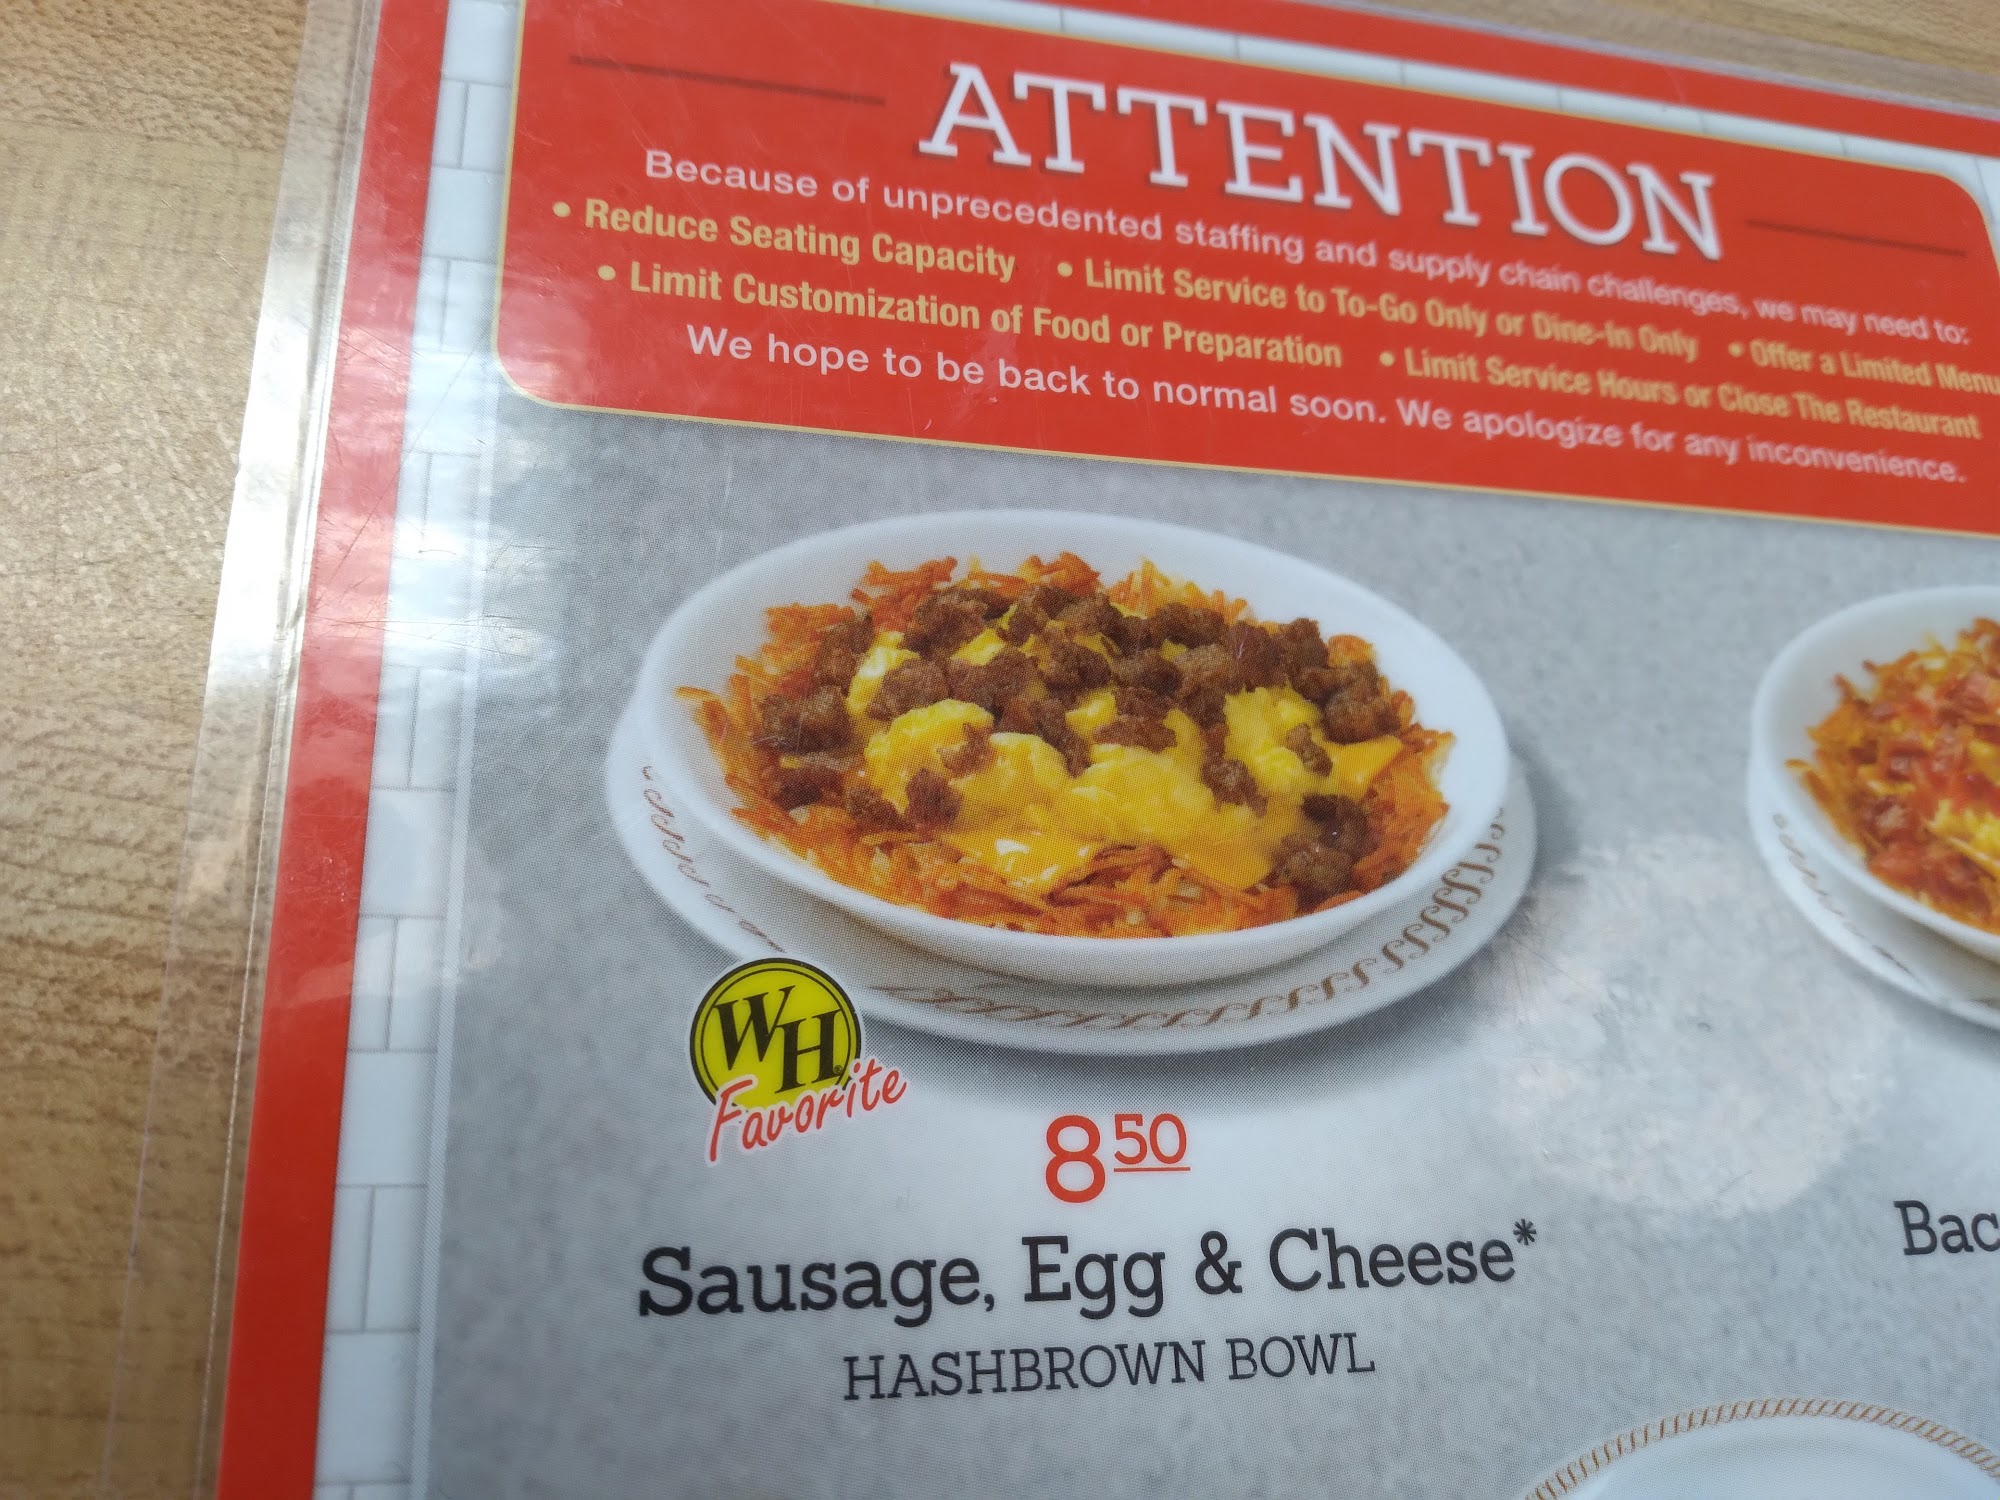 ATTENTION
Because of unprecedented staffing and supply chain challenges, we may need to:
• Reduce Seating Capacity • Limit Service to To-Go Only or Dine-In Only • Offer a Limited Menu
• Limit Customization of Food or Preparation • Limit Service Hours or Close The Restaurant
We hope to be back to normal soon. We apologize for any inconvenience.
WH®
Favorite
8 50
Sausage, Egg & Cheese*
HASHBROWN BOWL
Bac